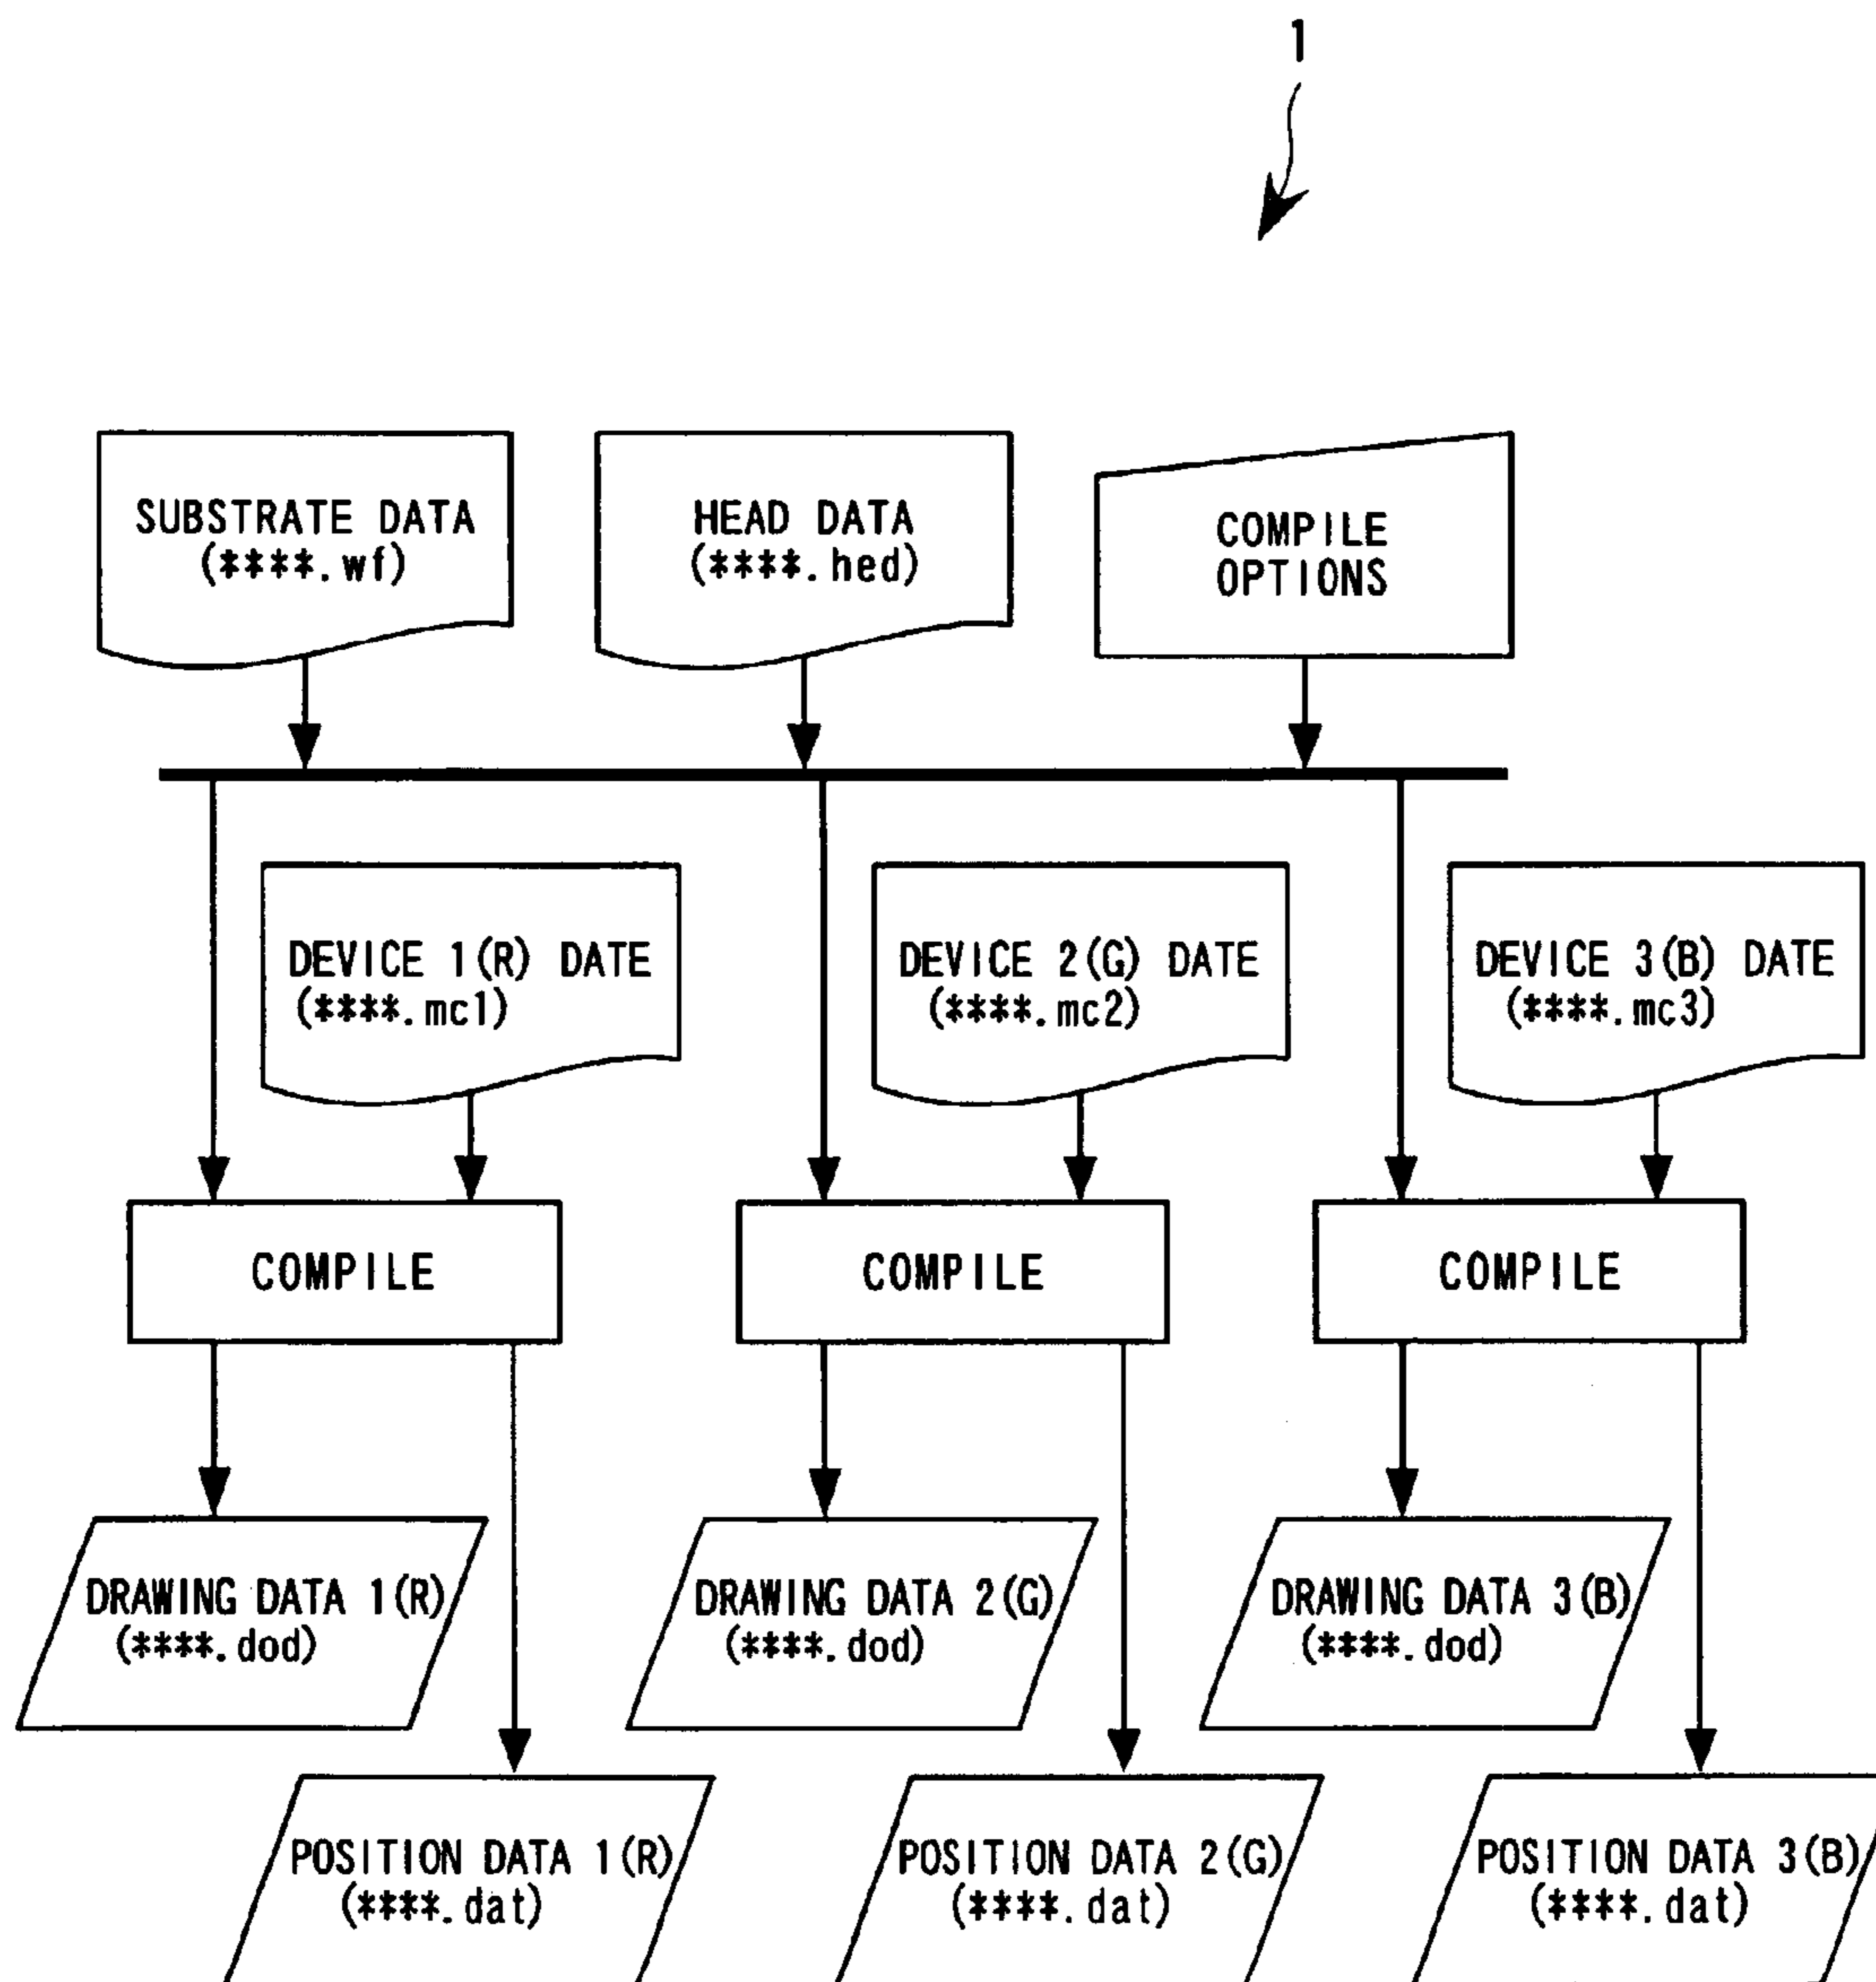 1
SUBSTRATE DATA
(****.wf)
HEAD DATA
(****.hed)
COMPILE
OPTIONS
DEVICE 1(R) DATE
(****.mc1)
DEVICE 2(G) DATE
(****.mc2)
DEVICE 3(B) DATE
(****.mc3)
COMPILE
COMPILE
COMPILE
DRAWING DATA 1(R)
(****.dod)
DRAWING DATA 2(G)
(****.dod)
DRAWING DATA 3(B)
(****.dod)
POSITION DATA 1(R)
(****.dat)
POSITION DATA 2(G)
(****.dat)
POSITION DATA 3(B)
(****.dat)